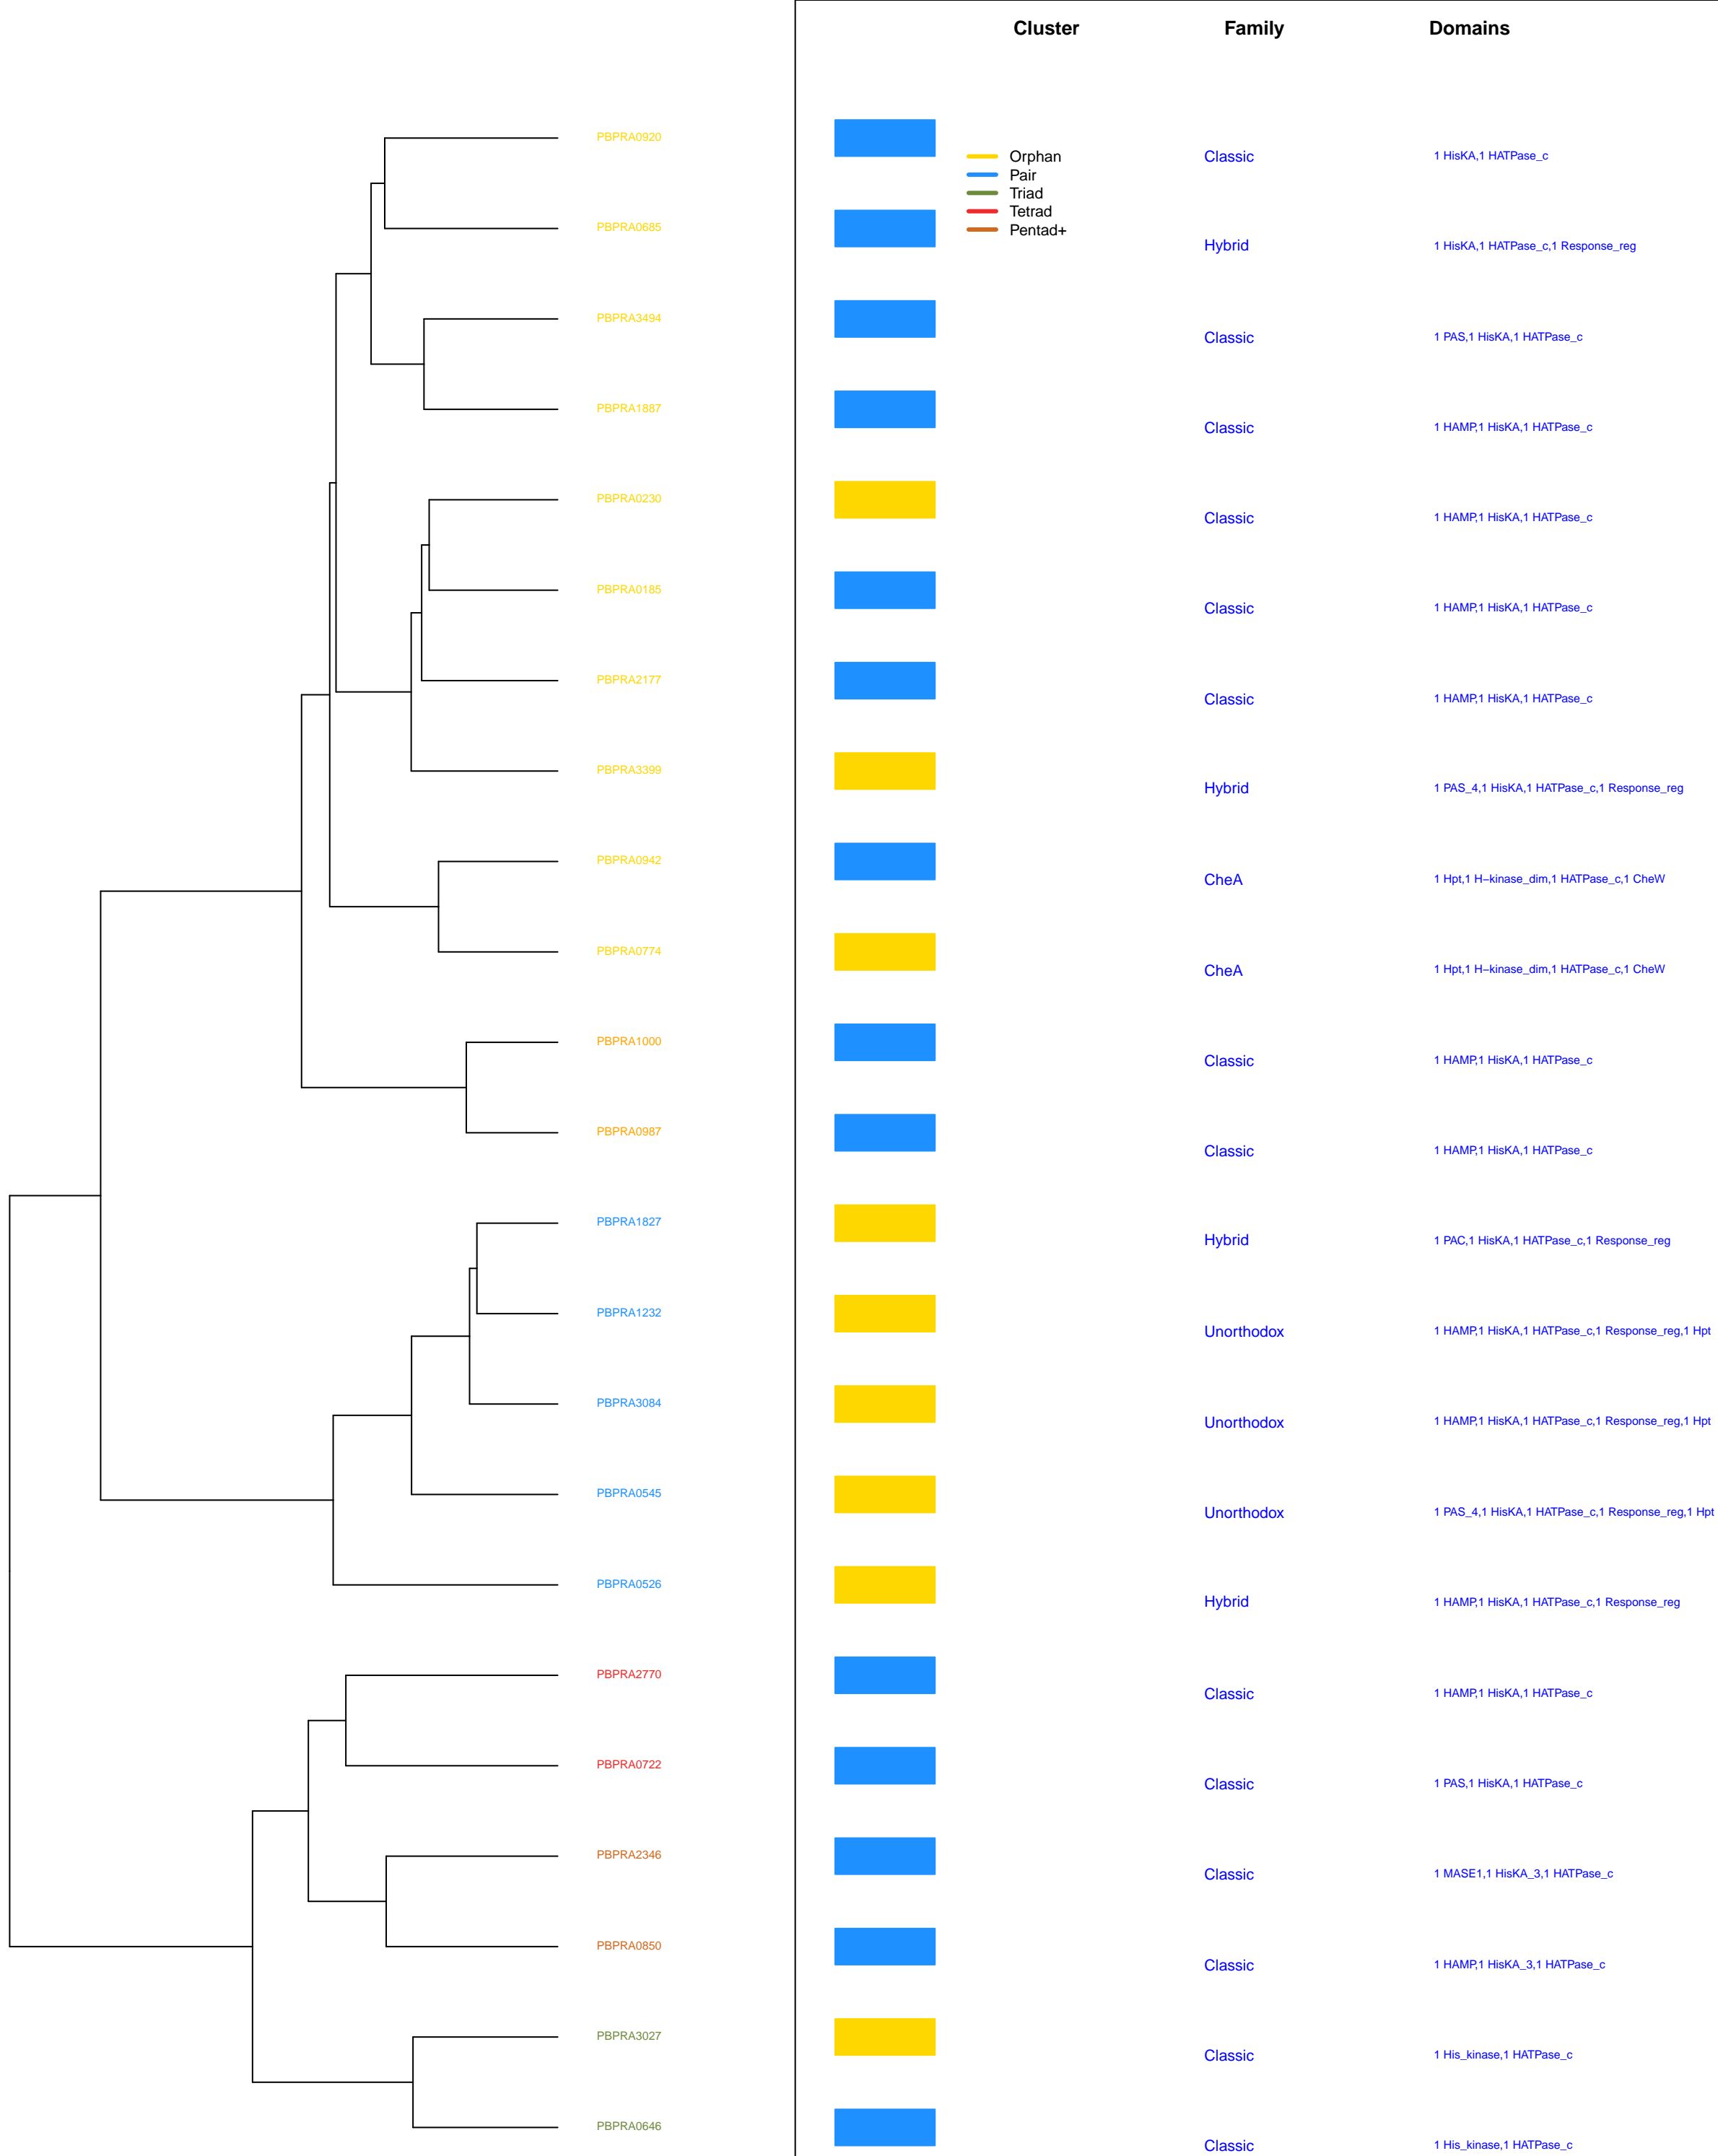 Cluster Family Domains
PBPRA0920 Classic 1 HisKA,1 HATPase_c
Orphan
Pair
Triad
Tetrad
Pentad+
PBPRA0685 Hybrid 1 HisKA,1 HATPase_c,1 Response_reg
PBPRA3494 Classic 1 PAS,1 HisKA,1 HATPase_c
PBPRA1887 Classic 1 HAMP,1 HisKA,1 HATPase_c
PBPRA0230 Classic 1 HAMP,1 HisKA,1 HATPase_c
PBPRA0185 Classic 1 HAMP,1 HisKA,1 HATPase_c
PBPRA2177 Classic 1 HAMP,1 HisKA,1 HATPase_c
PBPRA3399 Hybrid 1 PAS_4,1 HisKA,1 HATPase_c,1 Response_reg
PBPRA0942 CheA 1 Hpt,1 H−kinase_dim,1 HATPase_c,1 CheW
PBPRA0774 CheA 1 Hpt,1 H−kinase_dim,1 HATPase_c,1 CheW
PBPRA1000 Classic 1 HAMP,1 HisKA,1 HATPase_c
PBPRA0987 Classic 1 HAMP,1 HisKA,1 HATPase_c
PBPRA1827 Hybrid 1 PAC,1 HisKA,1 HATPase_c,1 Response_reg
PBPRA1232 Unorthodox 1 HAMP,1 HisKA,1 HATPase_c,1 Response_reg,1 Hpt
PBPRA3084 Unorthodox 1 HAMP,1 HisKA,1 HATPase_c,1 Response_reg,1 Hpt
PBPRA0545 Unorthodox 1 PAS_4,1 HisKA,1 HATPase_c,1 Response_reg,1 Hpt
PBPRA0526 Hybrid 1 HAMP,1 HisKA,1 HATPase_c,1 Response_reg
PBPRA2770 Classic 1 HAMP,1 HisKA,1 HATPase_c
PBPRA0722 Classic 1 PAS,1 HisKA,1 HATPase_c
PBPRA2346 Classic 1 MASE1,1 HisKA_3,1 HATPase_c
PBPRA0850 Classic 1 HAMP,1 HisKA_3,1 HATPase_c
PBPRA3027 Classic 1 His_kinase,1 HATPase_c
PBPRA0646 Classic 1 His_kinase,1 HATPase_c